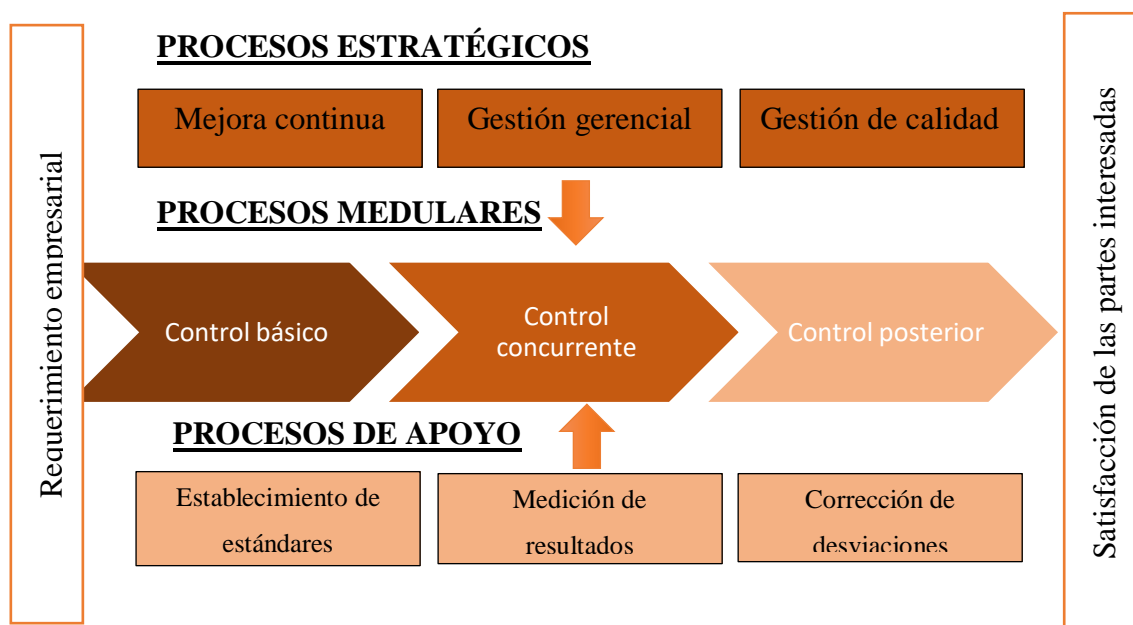 Requerimiento empresarial
PROCESOS ESTRATÉGICOS
Mejora continua
Gestión gerencial
Gestión de calidad
PROCESOS MEDULARES
Control básico
Control
concurrente
Control posterior
PROCESOS DE APOYO
Establecimiento de
estándares
Medición de
resultados
Corrección de
desviaciones
Satisfacción de las partes interesadas